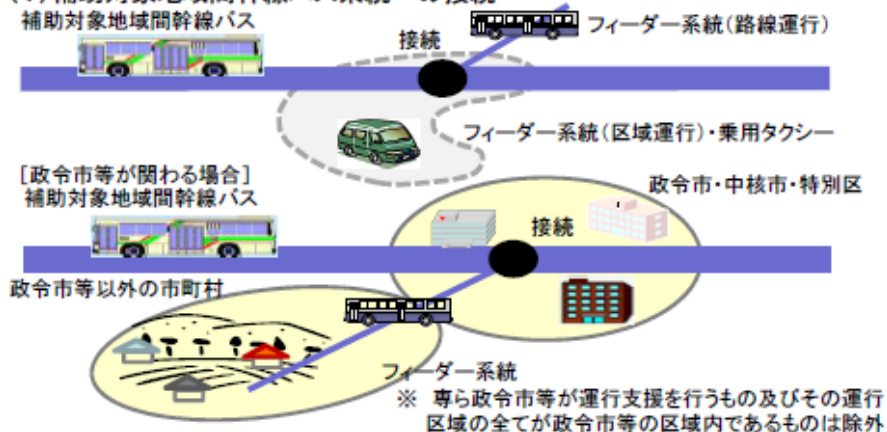 補助対象地域間幹線バス
接続
フィーダー系統(路線運行)
フィーダー系統(区域運行)・乗用タクシー
[政令市等が関わる場合]
補助対象地域間幹線バス
政令市・中核市・特別区
接続
政令市等以外の市町村
フィーダー系統
※ 専ら政令市等が運行支援を行うもの及びその運行
区域の全てが政令市等の区域内であるものは除外